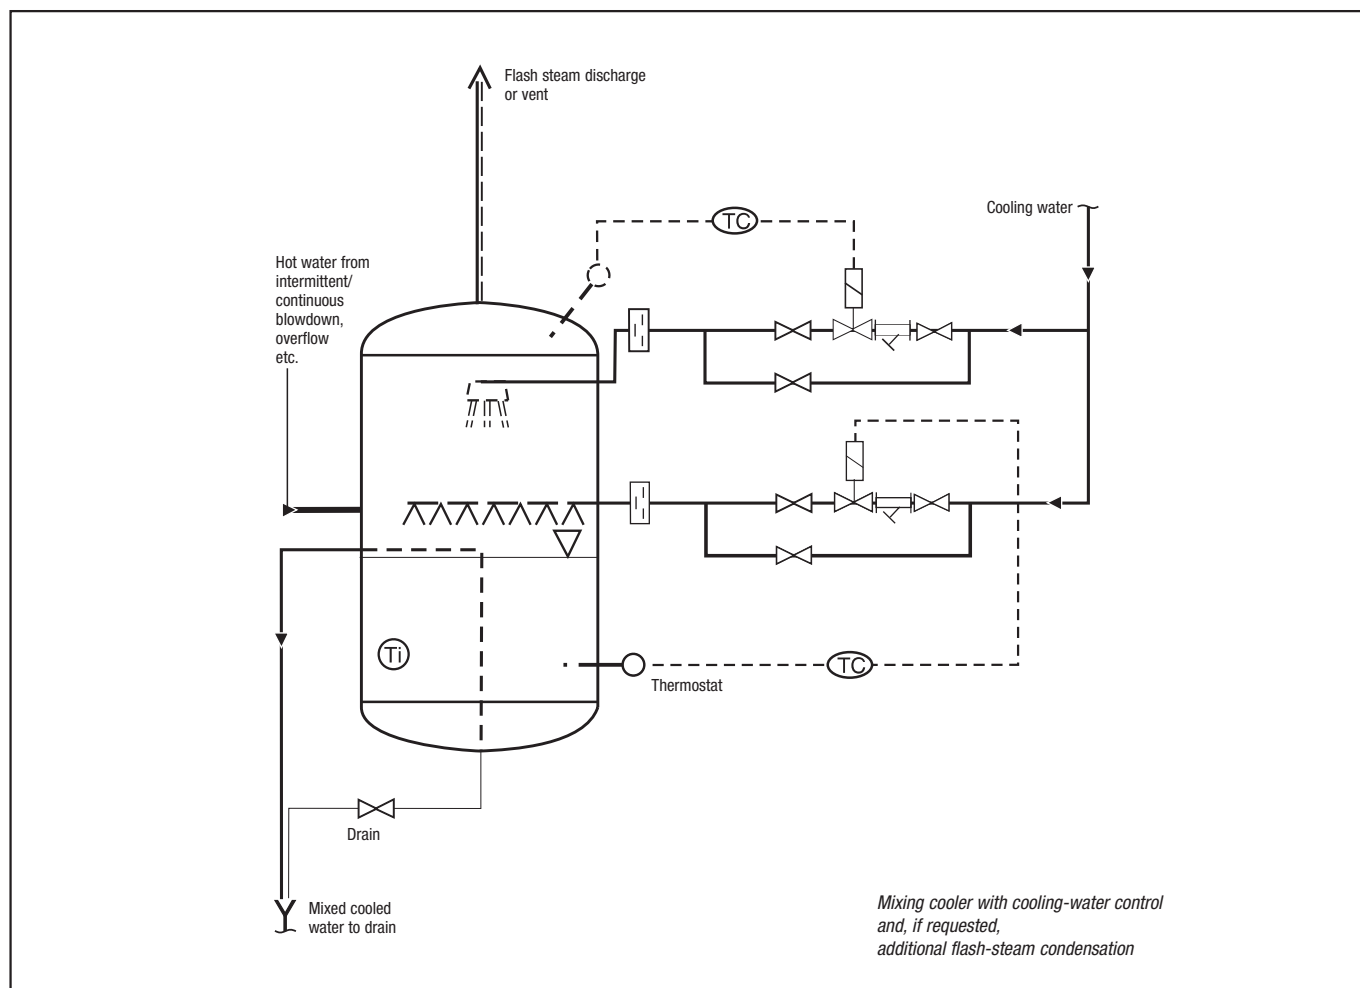 Flash steam discharge
or vent
Cooling water
TC
Hot water from
intermittent/
continuous
blowdown,
overflow
etc.
Ti
TC
Thermostat
Drain
Mixed cooled
water to drain
Mixing cooler with cooling-water control
and, if requested,
additional flash-steam condensation